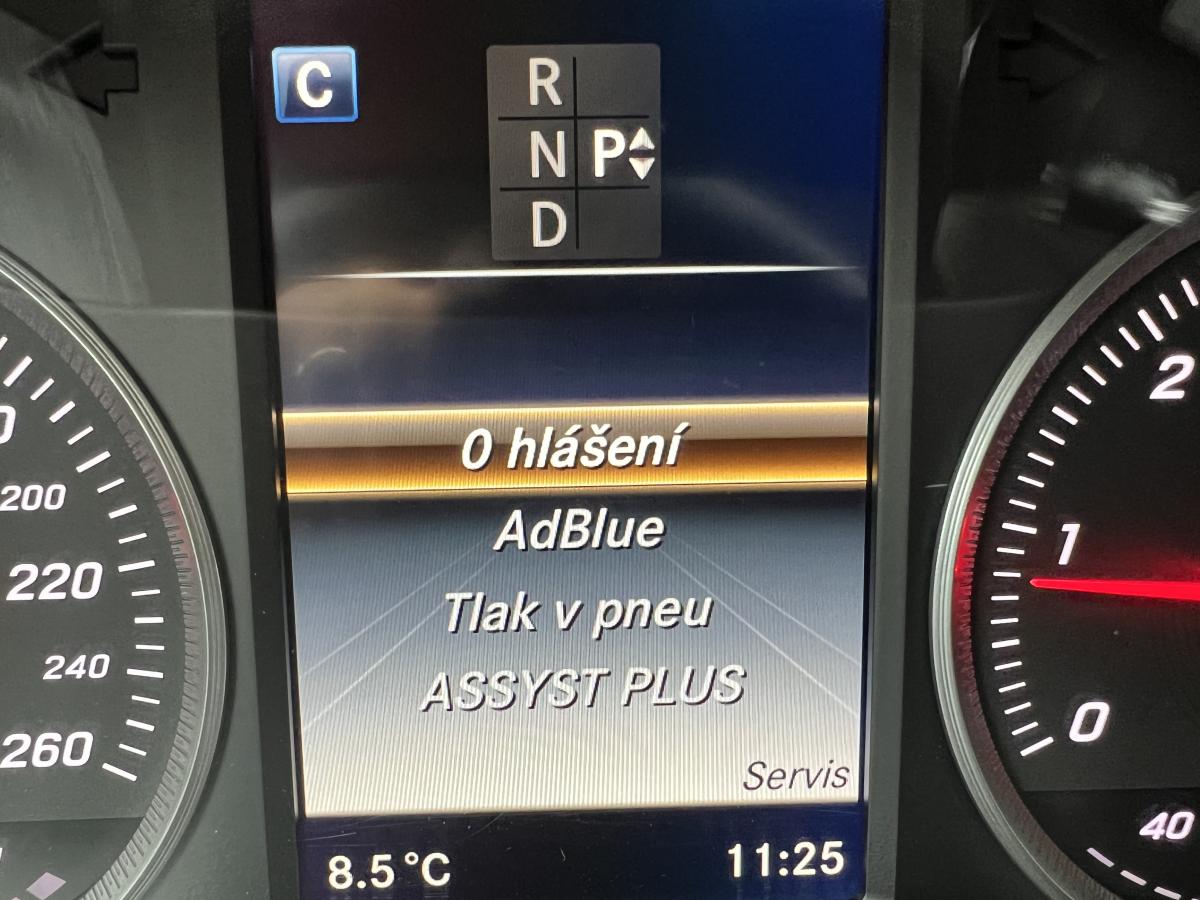 C
R
N P
D
0 hlášení
AdBlue
Tlak v pneu
ASSYST PLUS
Servis
8.5 °C 11:25
200
220
240
260
2
1
0
40